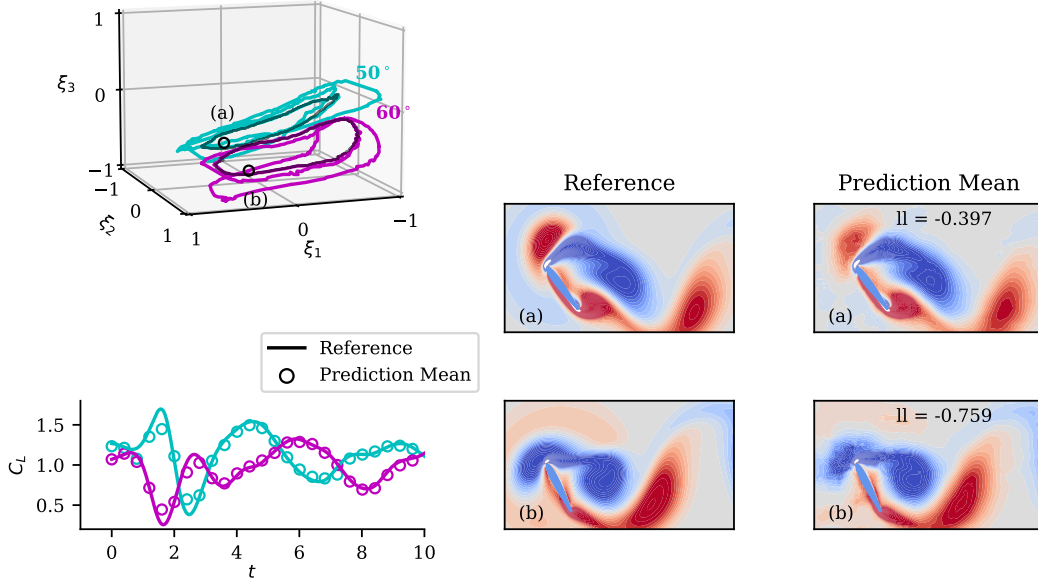 1
0
−1
ξ3
50°
60°
(a)
(b)
−1
0
1
ξ2
1
0
−1
ξ1
Reference
Prediction Mean
ll = -0.397
(a)
(a)
Reference
Prediction Mean
ll = -0.759
(b)
(b)
1.5
1.0
0.5
CL
0
2
4
6
8
10
t